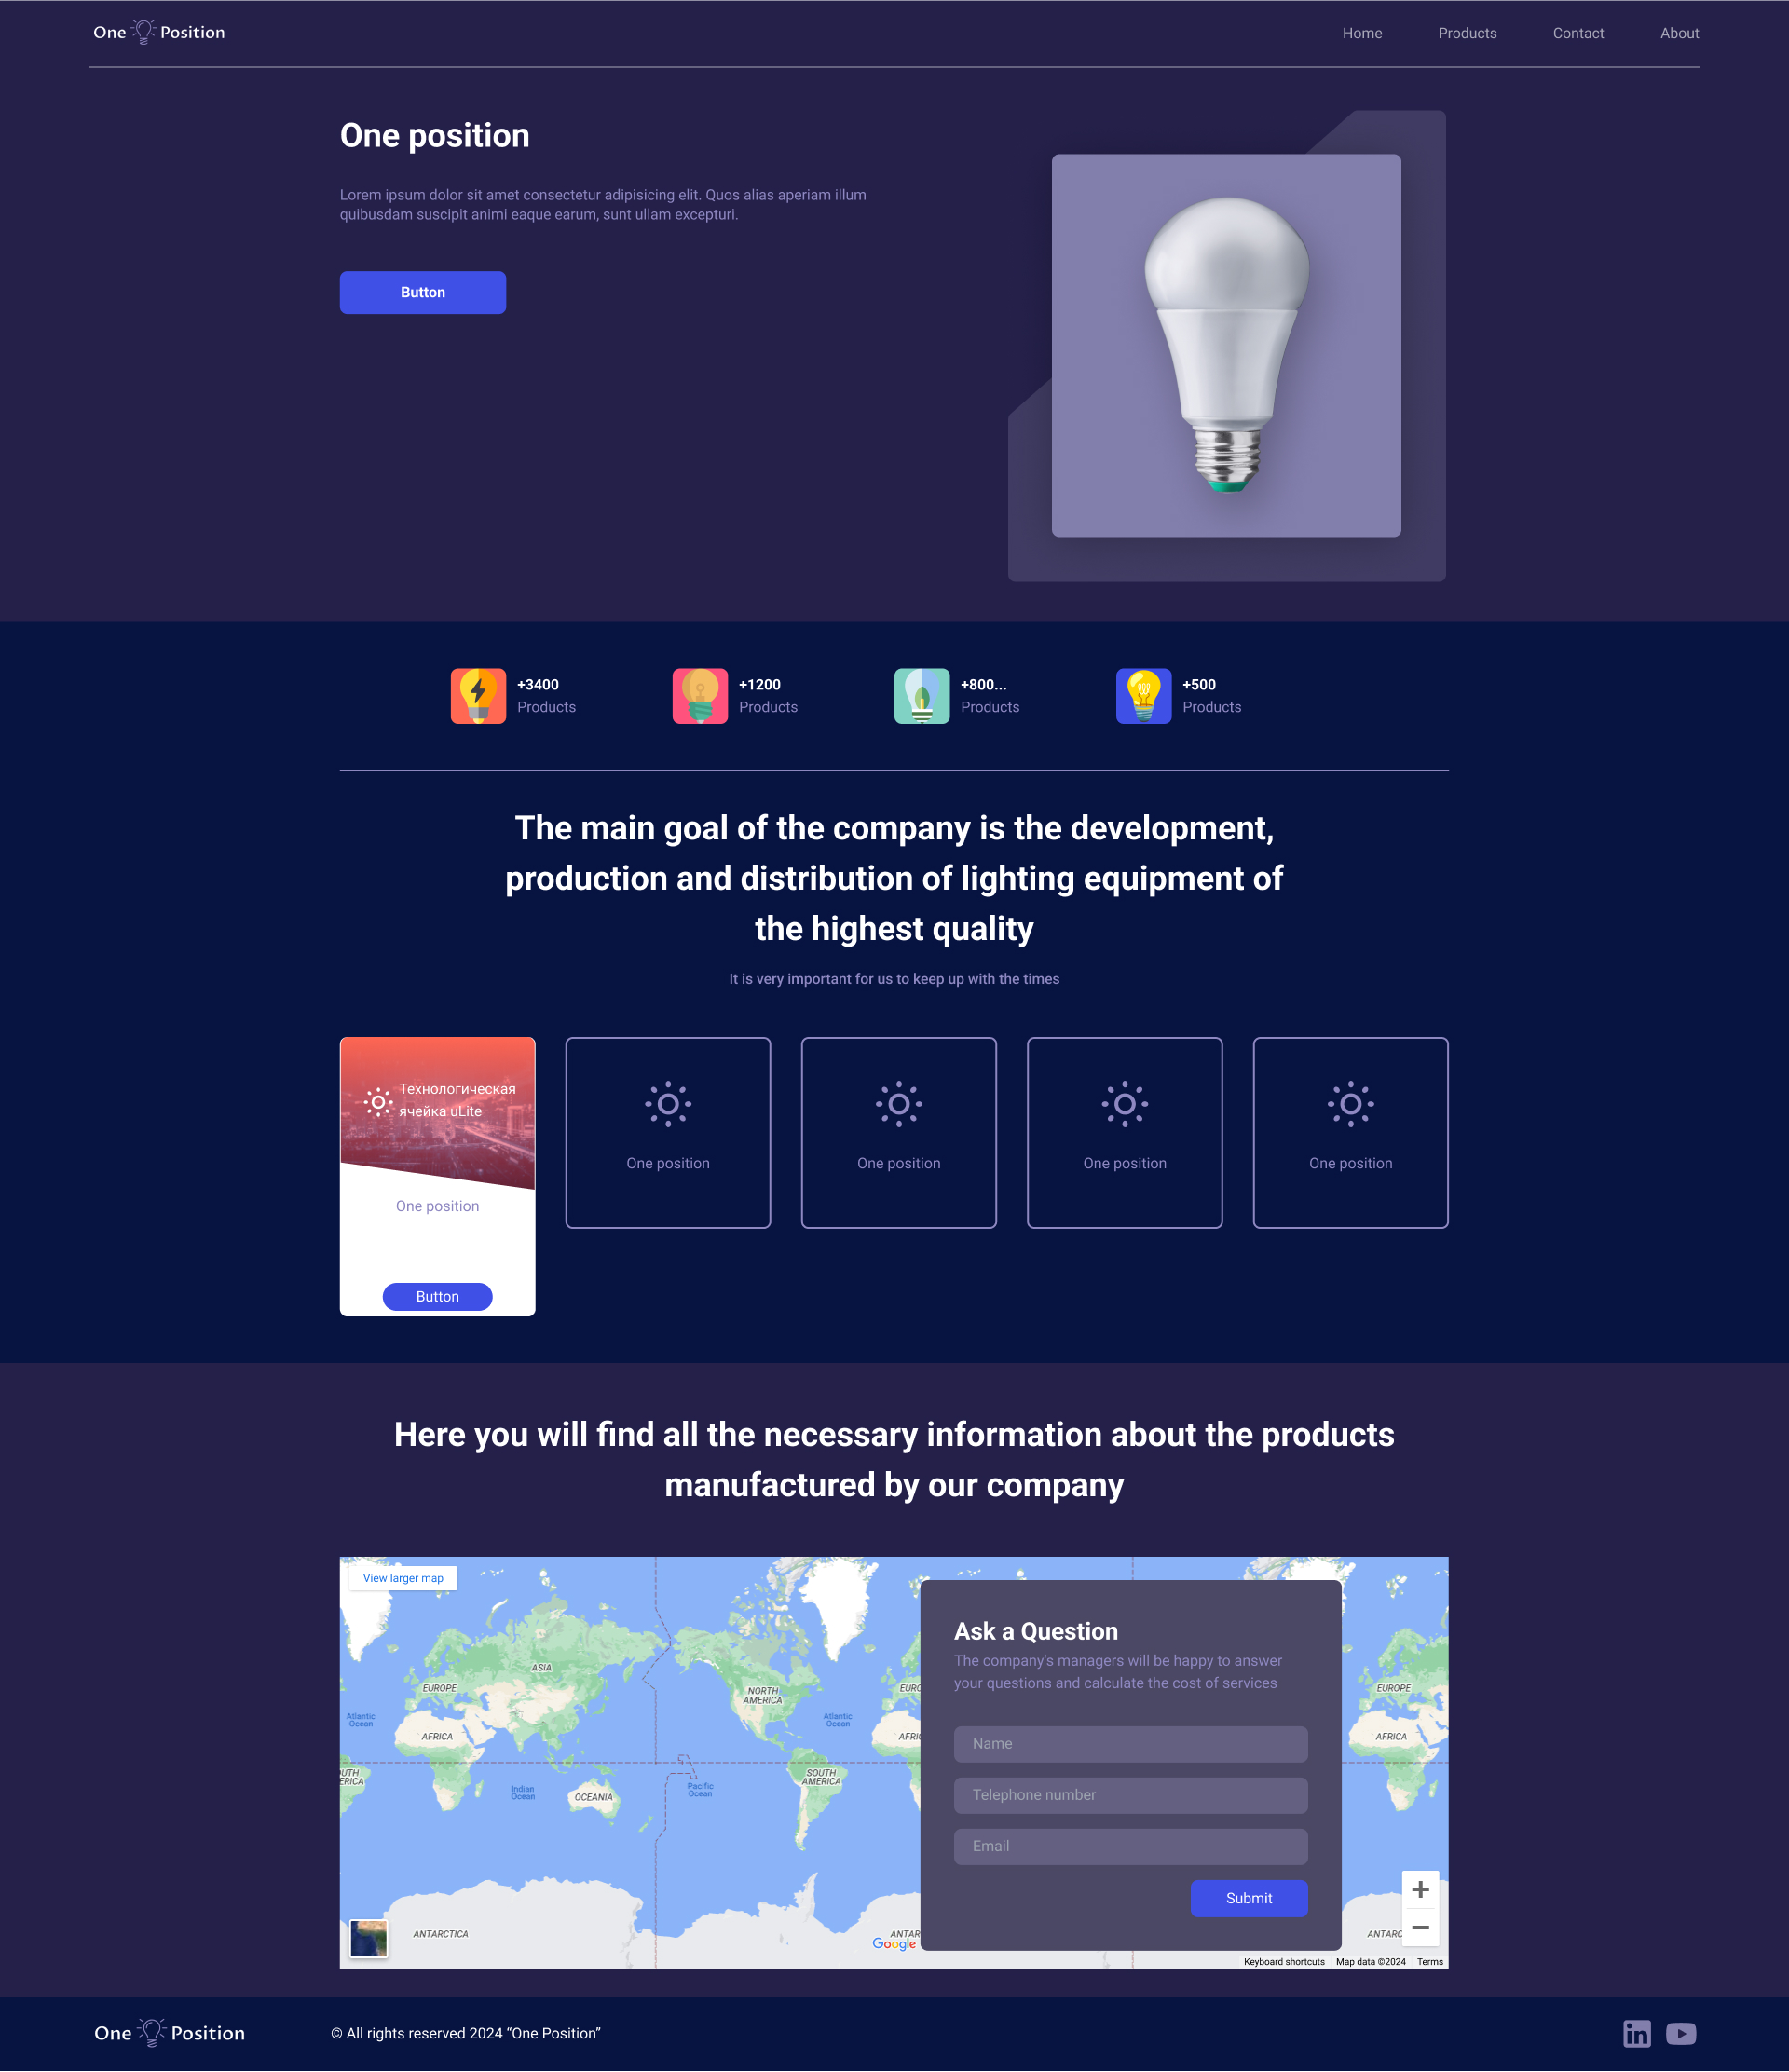 One Position
Home
Products
Contact
About
One position
Lorem ipsum dolor sit amet consectetur adipisicing elit. Quos alias aperiam illum
quibusdam suscipit animi eaque earum, sunt ullam excepturi.
Button
+3400
Products
+1200
Products
+800...
Products
+500
Products
The main goal of the company is the development,
production and distribution of lighting equipment of
the highest quality
It is very important for us to keep up with the times
Технологическая
ячейка uLite
One position
Button
One position
One position
One position
One position
Here you will find all the necessary information about the products
manufactured by our company
View larger map
ASIA
EUROPE
NORTH
AMERICA
Atlantic
Ocean
AFRICA
Atlantic
Ocean
EURO
AFRIC
UTH
ERICA
Indian
Ocean
OCEANIA
Pacific
Ocean
SOUTH
AMERICA
ANTARCTICA
ANTAR
Google
Ask a Question
The company's managers will be happy to answer
your questions and calculate the cost of services
Name
Telephone number
Email
Submit
EUROPE
AFRICA
ANTARC
Keyboard shortcuts
Map data ©2024
Terms
One Position
© All rights reserved 2024 “One Position”
in